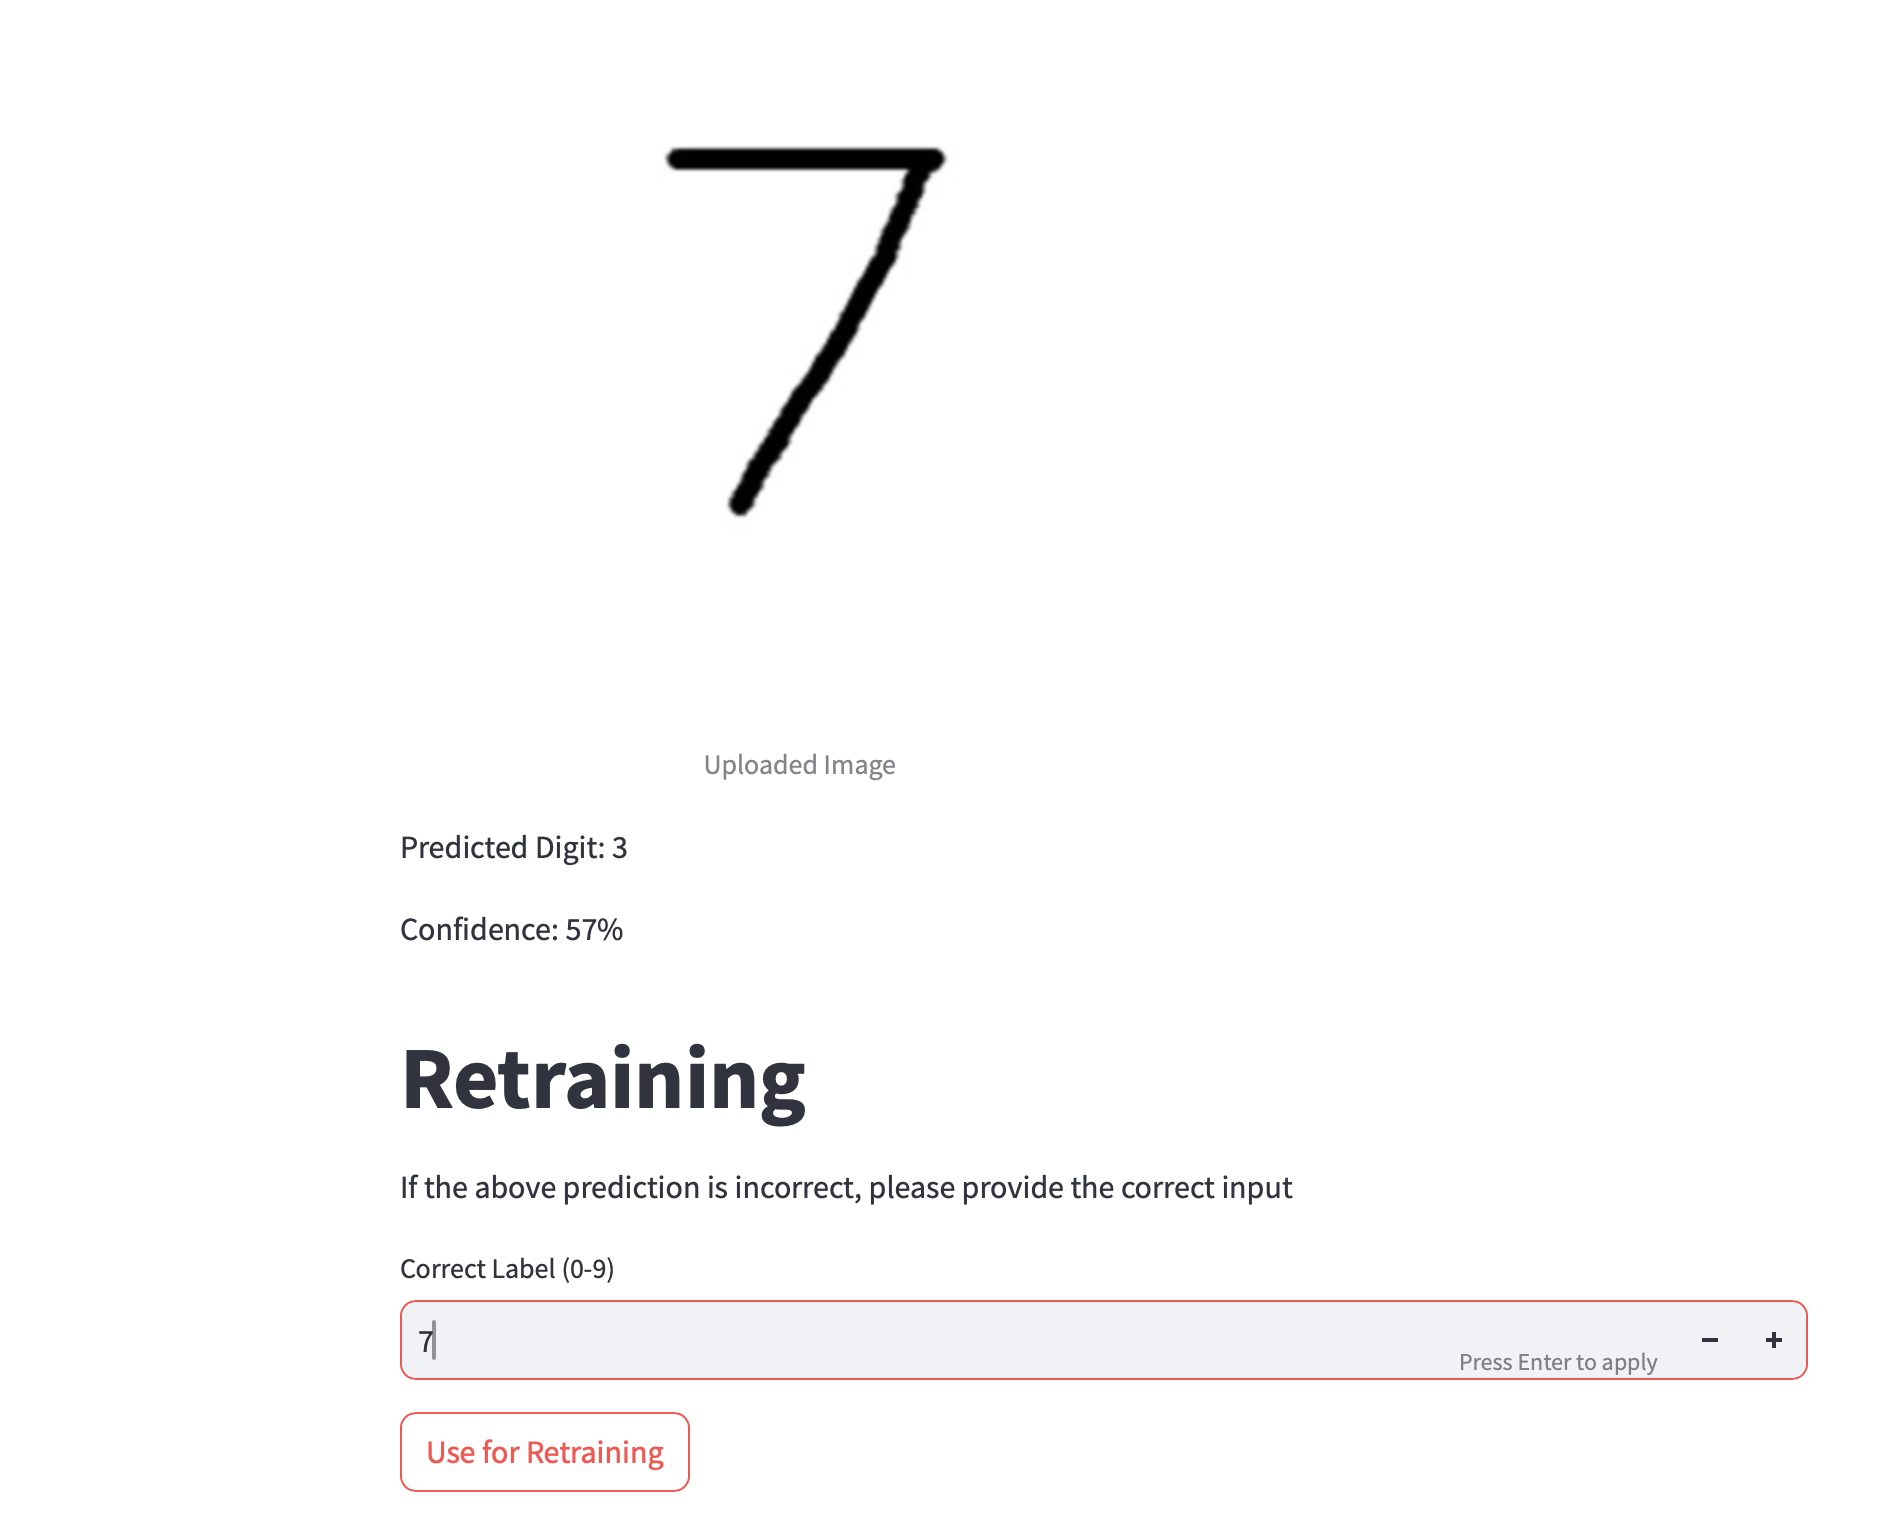 7
Uploaded Image
Predicted Digit: 3
Confidence: 57%
Retraining
If the above prediction is incorrect, please provide the correct input
Correct Label (0-9)
7
Press Enter to apply
Use for Retraining